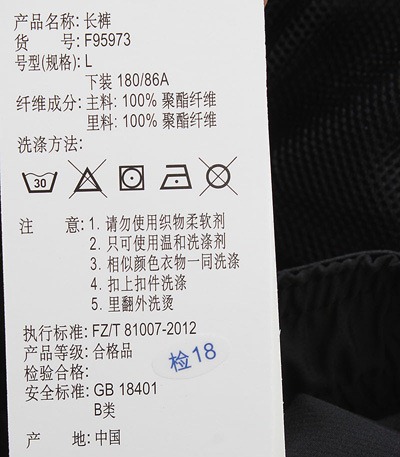 产品名称: 长裤
货 号: F95973
号型(规格): L
下装 180/86A
纤维成分: 主料: 100% 聚酯纤维
里料: 100% 聚酯纤维
洗涤方法:
30
注 意: 1. 请勿使用织物柔软剂
2. 只可使用温和洗涤剂
3. 相似颜色衣物一同洗涤
4. 扣上扣件洗涤
5. 里翻外洗烫
执行标准: FZ/T 81007-2012
产品等级: 合格品
检验合格:
检18
安全标准: GB 18401
B类
产 地: 中国